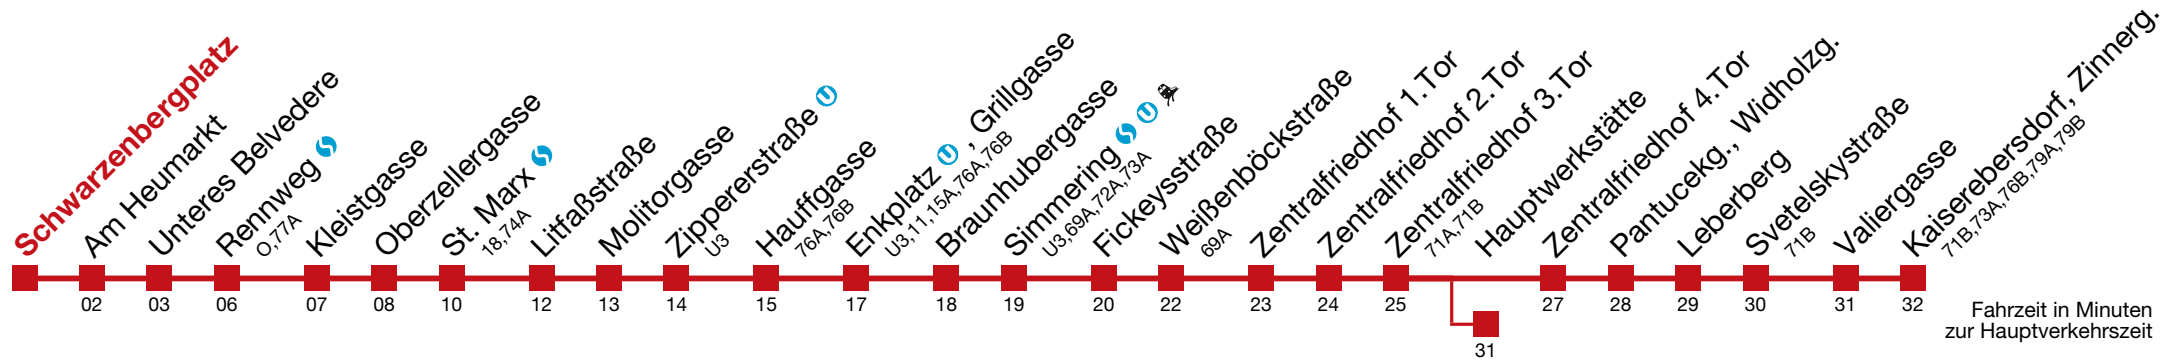 Schwarzenbergplatz
Am Heumarkt
02
Unteres Belvedere
03
Rennweg
O,77A
06
Kleistgasse
07
Oberzellergasse
08
St. Marx
18,74A
10
Litfaßstraße
12
Molitorgasse
13
Zippererstraße U
U3
14
Hauffgasse
76A,76B
15
Enkplatz U , Grillgasse
U3,11,15A,76A,76B
17
Braunhubergasse
18
Simmering U
U3,69A,72A,73A
19
Fickeysstraße
20
Weißenböckstraße
69A
22
Zentralfriedhof 1.Tor
23
Zentralfriedhof 2.Tor
24
Zentralfriedhof 3.Tor
71A,71B
25
Hauptwerkstätte
31
Zentralfriedhof 4.Tor
27
Pantucekg., Widholzg.
28
Leberberg
29
Svetelskystraße
71B
30
Valiergasse
31
Kaiserebersdorf, Zinnerg.
71B,73A,76B,79A,79B
32
Fahrzeit in Minuten
zur Hauptverkehrszeit